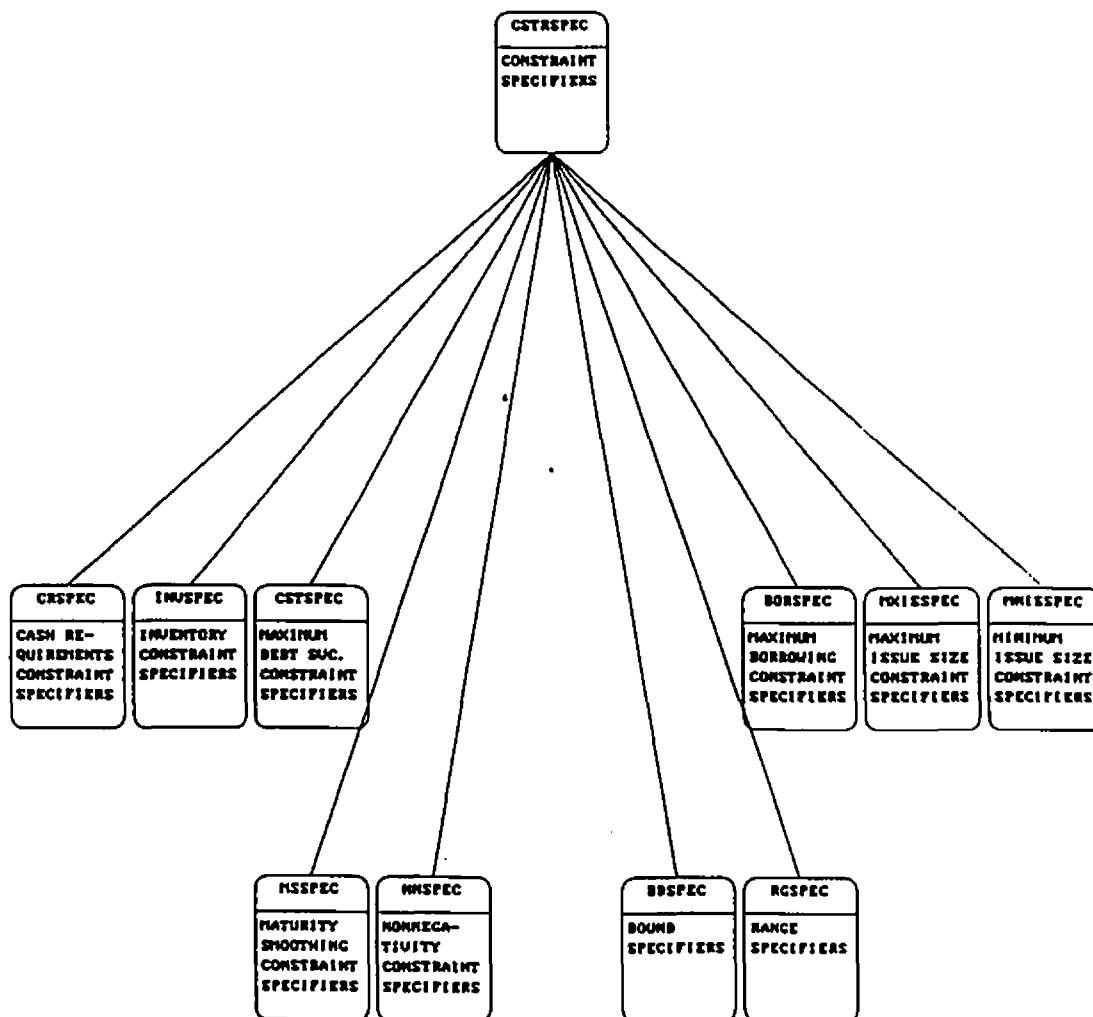 CSTRSPEC
CONSTRAINT
SPECIFIERS
CRSPEC
CASH RE-
QUIREMENTS
CONSTRAINT
SPECIFIERS
INVSPEC
INVENTORY
CONSTRAINT
SPECIFIERS
CSTSPEC
MAXIMUM
DEBT SVC.
CONSTRAINT
SPECIFIERS
BORSPEC
MAXIMUM
BORROWING
CONSTRAINT
SPECIFIERS
MXISSPEC
MAXIMUM
ISSUE SIZE
CONSTRAINT
SPECIFIERS
MNISSPEC
MINIMUM
ISSUE SIZE
CONSTRAINT
SPECIFIERS
MSSPEC
MATURITY
SMOOTHING
CONSTRAINT
SPECIFIERS
NNSPEC
NONNEGA-
TIVITY
CONSTRAINT
SPECIFIERS
BDSPEC
BOUND
SPECIFIERS
RGSPEC
RANGE
SPECIFIERS